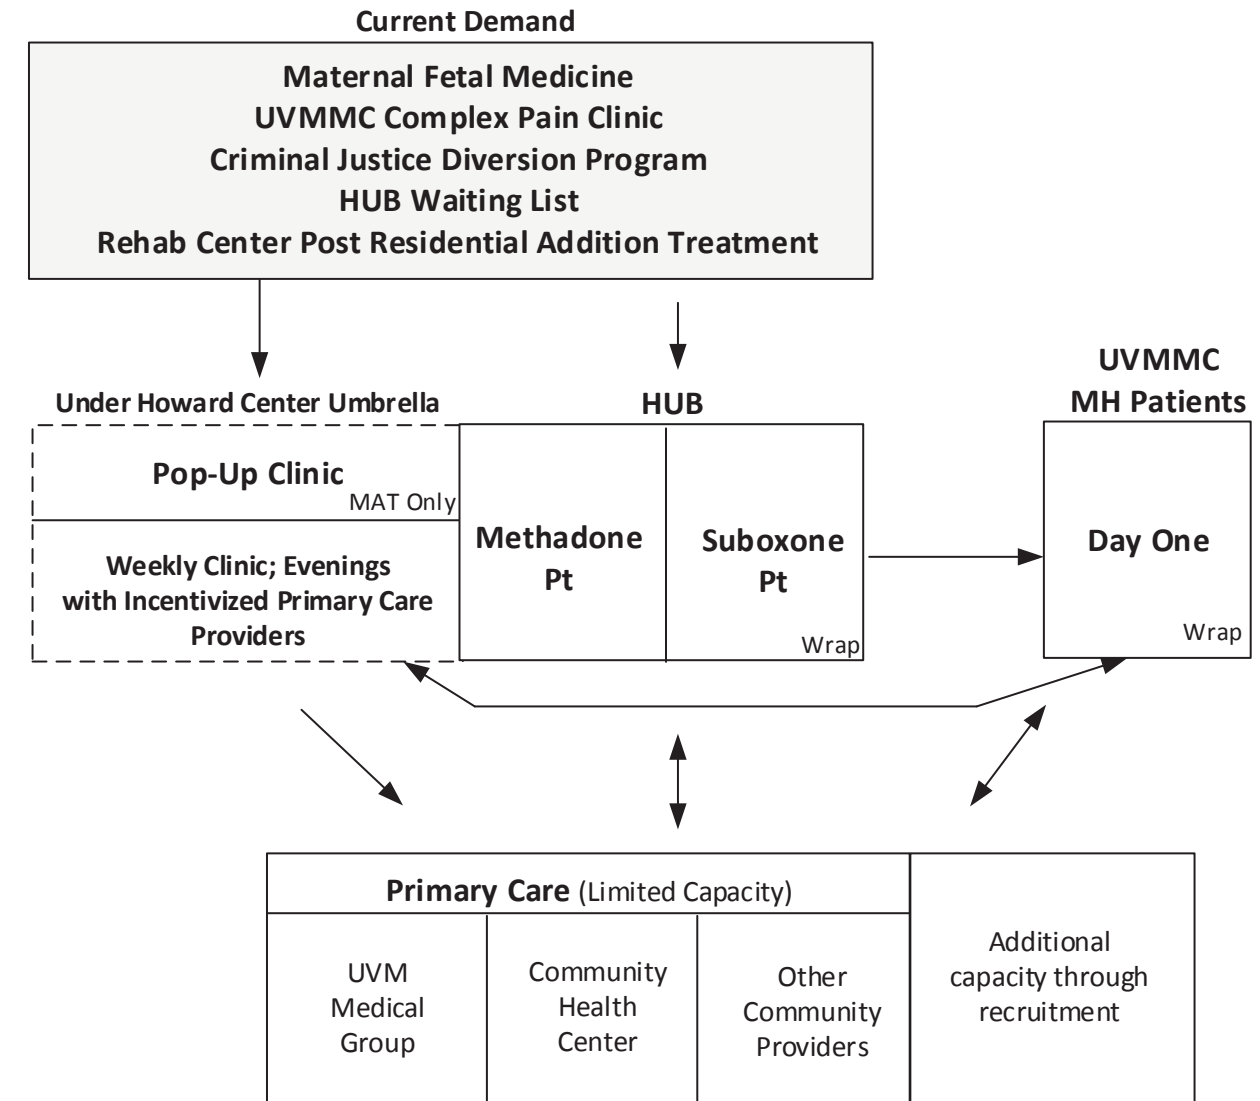 Current Demand
Maternal Fetal Medicine
UVMMC Complex Pain Clinic
Criminal Justice Diversion Program
HUB Waiting List
Rehab Center Post Residential Addition Treatment
Under Howard Center Umbrella
HUB
UVMMC
MH Patients
Pop-Up Clinic
MAT Only
Weekly Clinic; Evenings
with Incentivized Primary Care
Providers
Methadone
Pt
Suboxone
Pt
Wrap
Day One
Wrap
Primary Care (Limited Capacity)
UVM
Medical
Group
Community
Health
Center
Other
Community
Providers
Additional
capacity through
recruitment